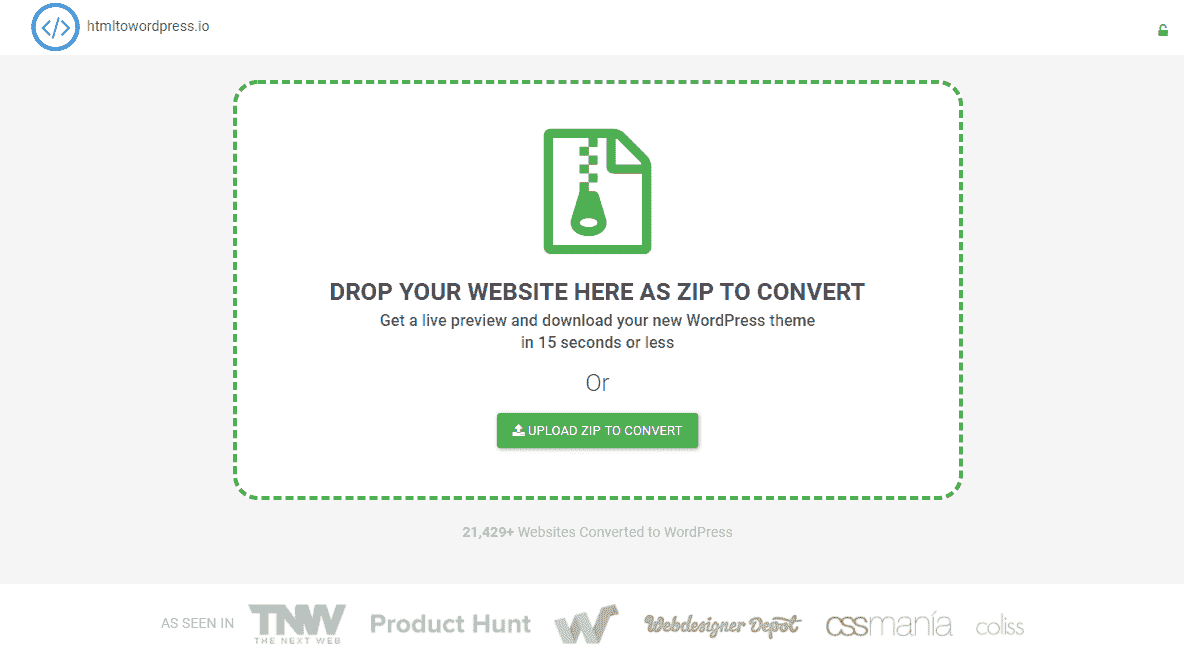 </> htmltowordpress.io
DROP YOUR WEBSITE HERE AS ZIP TO CONVERT
Get a live preview and download your new WordPress theme
in 15 seconds or less
Or
UPLOAD ZIP TO CONVERT
21,429+ Websites Converted to WordPress
AS SEEN IN TNW THE NEXT WEB Product Hunt W Webdesigner Depot cssmanía coliss